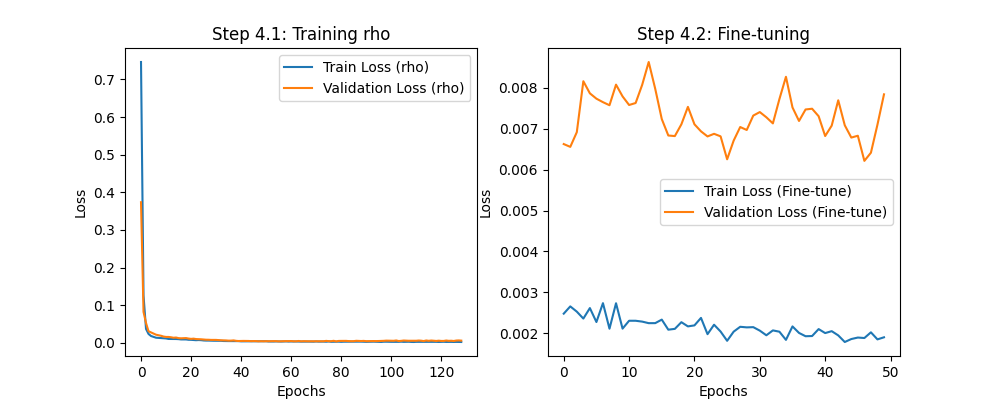 Step 4.1: Training rho
Train Loss (rho)
Validation Loss (rho)
Loss
0.7
0.6
0.5
0.4
0.3
0.2
0.1
0.0
0 20 40 60 80 100 120
Epochs
Step 4.2: Fine-tuning
Train Loss (Fine-tune)
Validation Loss (Fine-tune)
Loss
0.008
0.007
0.006
0.005
0.004
0.003
0.002
0 10 20 30 40 50
Epochs